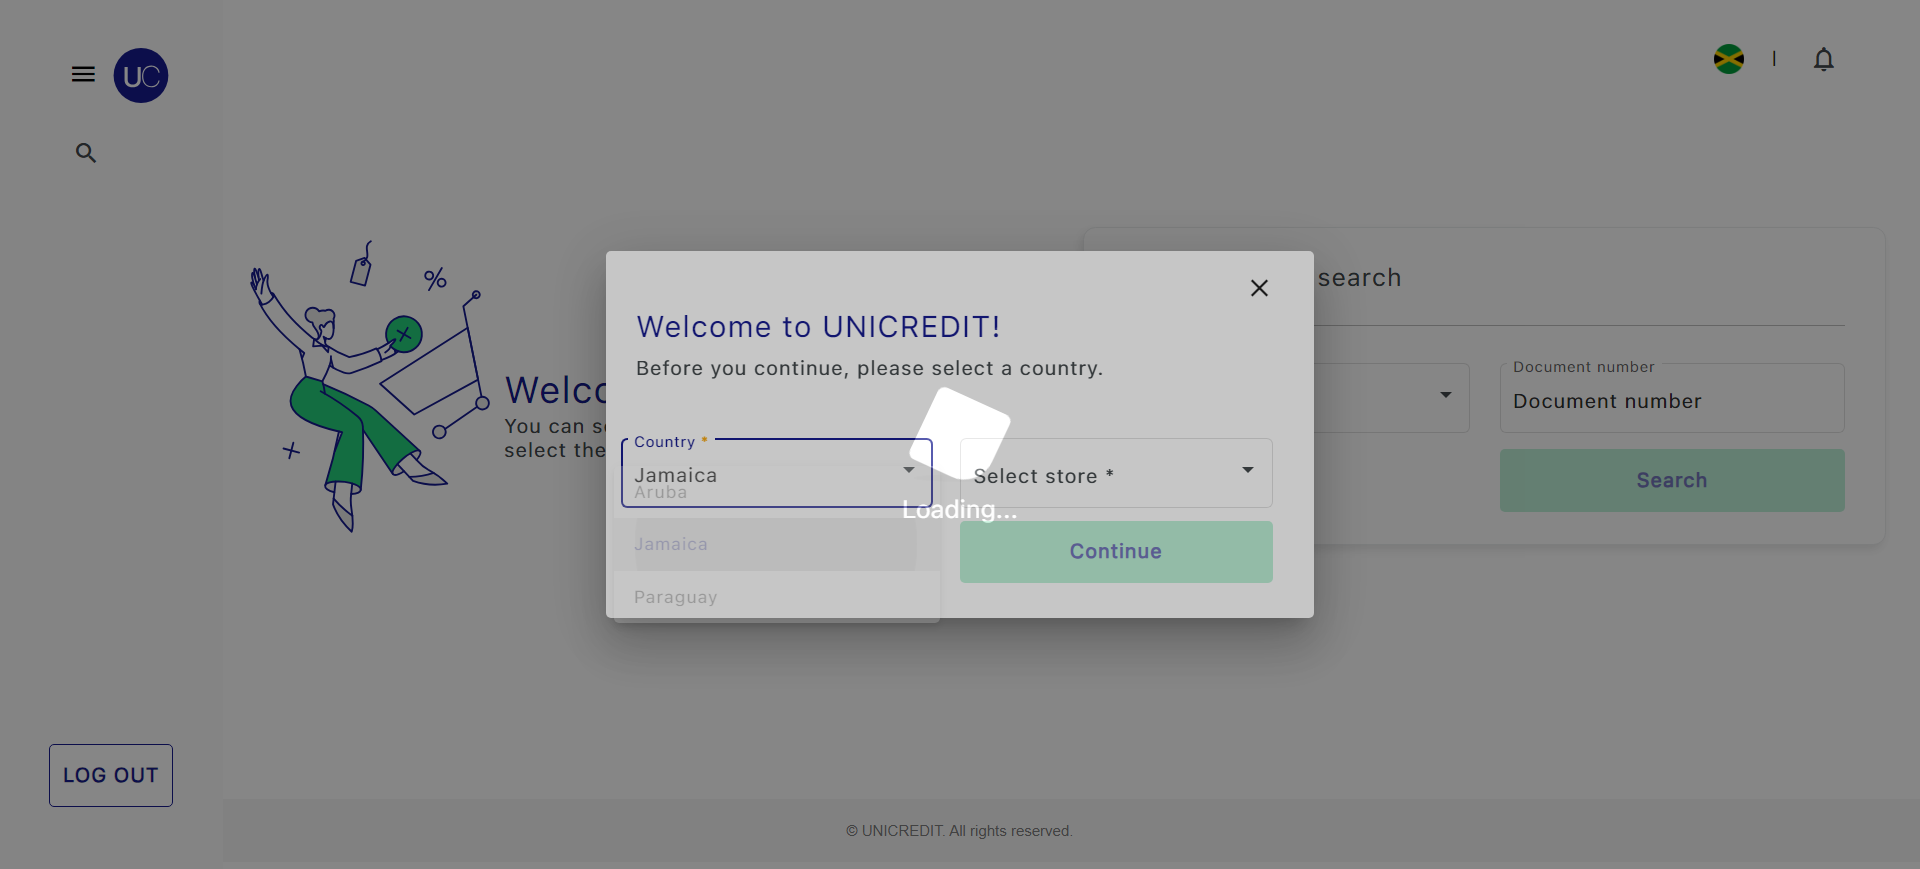 UC
search
Welcome to UNICREDIT!
Before you continue, please select a country.
Document number
Document number
Welco
You can s
select the
Country *
Jamaica
Select store *
Aruba
Search
Loading...
Jamaica
Continue
Paraguay
LOG OUT
© UNICREDIT. All rights reserved.